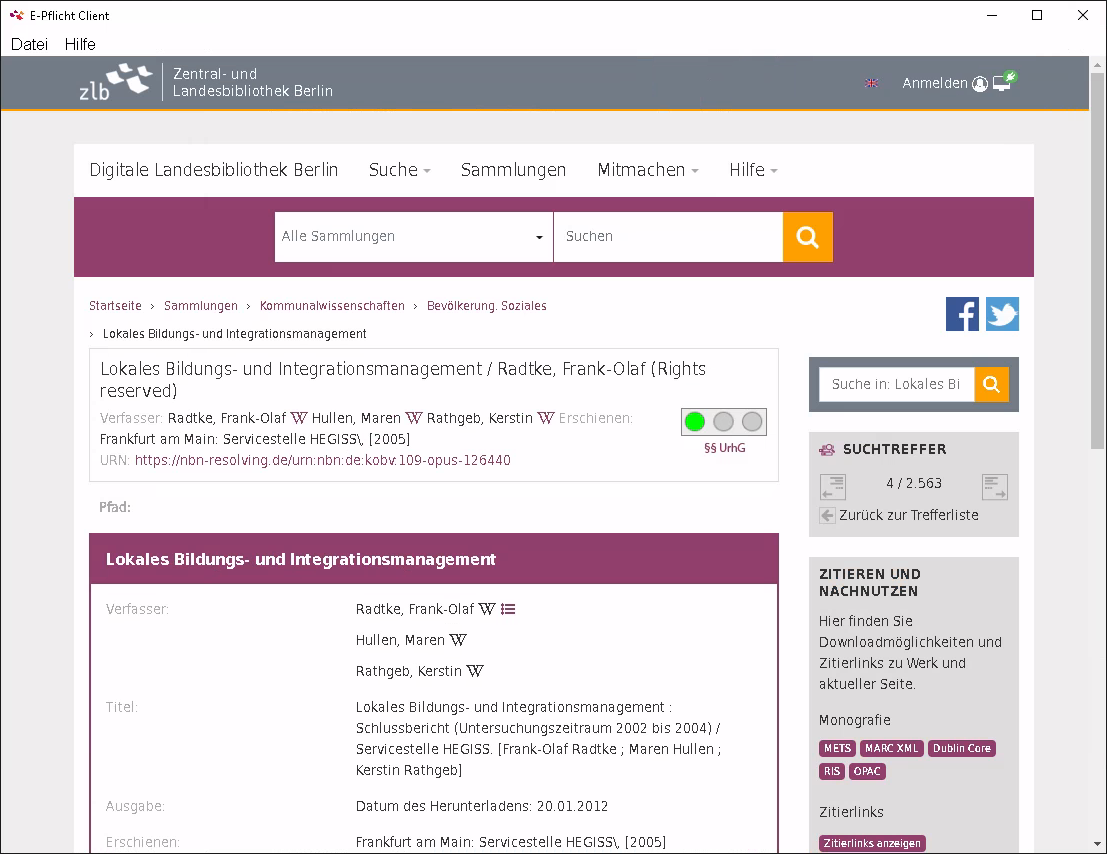 E-Pflicht Client
Datei Hilfe
zlb
Zentral- und
Landesbibliothek Berlin
Anmelden
Digitale Landesbibliothek Berlin Suche Sammlungen Mitmachen Hilfe
Alle Sammlungen Suchen
Startseite › Sammlungen › Kommunalwissenschaften › Bevölkerung. Soziales
› Lokales Bildungs- und Integrationsmanagement
Lokales Bildungs- und Integrationsmanagement / Radtke, Frank-Olaf (Rights
reserved)
Verfasser: Radtke, Frank-Olaf W Hullen, Maren W Rathgeb, Kerstin W Erschienen:
Frankfurt am Main: Servicestelle HEGISS\, [2005]
URN: https://nbn-resolving.de/urn:nbn:de:kobv:109-opus-126440
§§ UrhG
Pfad:
Lokales Bildungs- und Integrationsmanagement
Verfasser: Radtke, Frank-Olaf W
Hullen, Maren W
Rathgeb, Kerstin W
Titel: Lokales Bildungs- und Integrationsmanagement :
Schlussbericht (Untersuchungszeitraum 2002 bis 2004) /
Servicestelle HEGISS. [Frank-Olaf Radtke ; Maren Hullen ;
Kerstin Rathgeb]
Ausgabe: Datum des Herunterladens: 20.01.2012
Erschienen: Frankfurt am Main: Servicestelle HEGISS\, [2005]
Suche in: Lokales Bi
SUCHTREFFER
4 / 2.563
Zurück zur Trefferliste
ZITIEREN UND
NACHNUTZEN
Hier finden Sie
Downloadmöglichkeiten und
Zitierlinks zu Werk und
aktueller Seite.
Monografie
METS MARC XML Dublin Core
RIS OPAC
Zitierlinks
Zitierlinks anzeigen